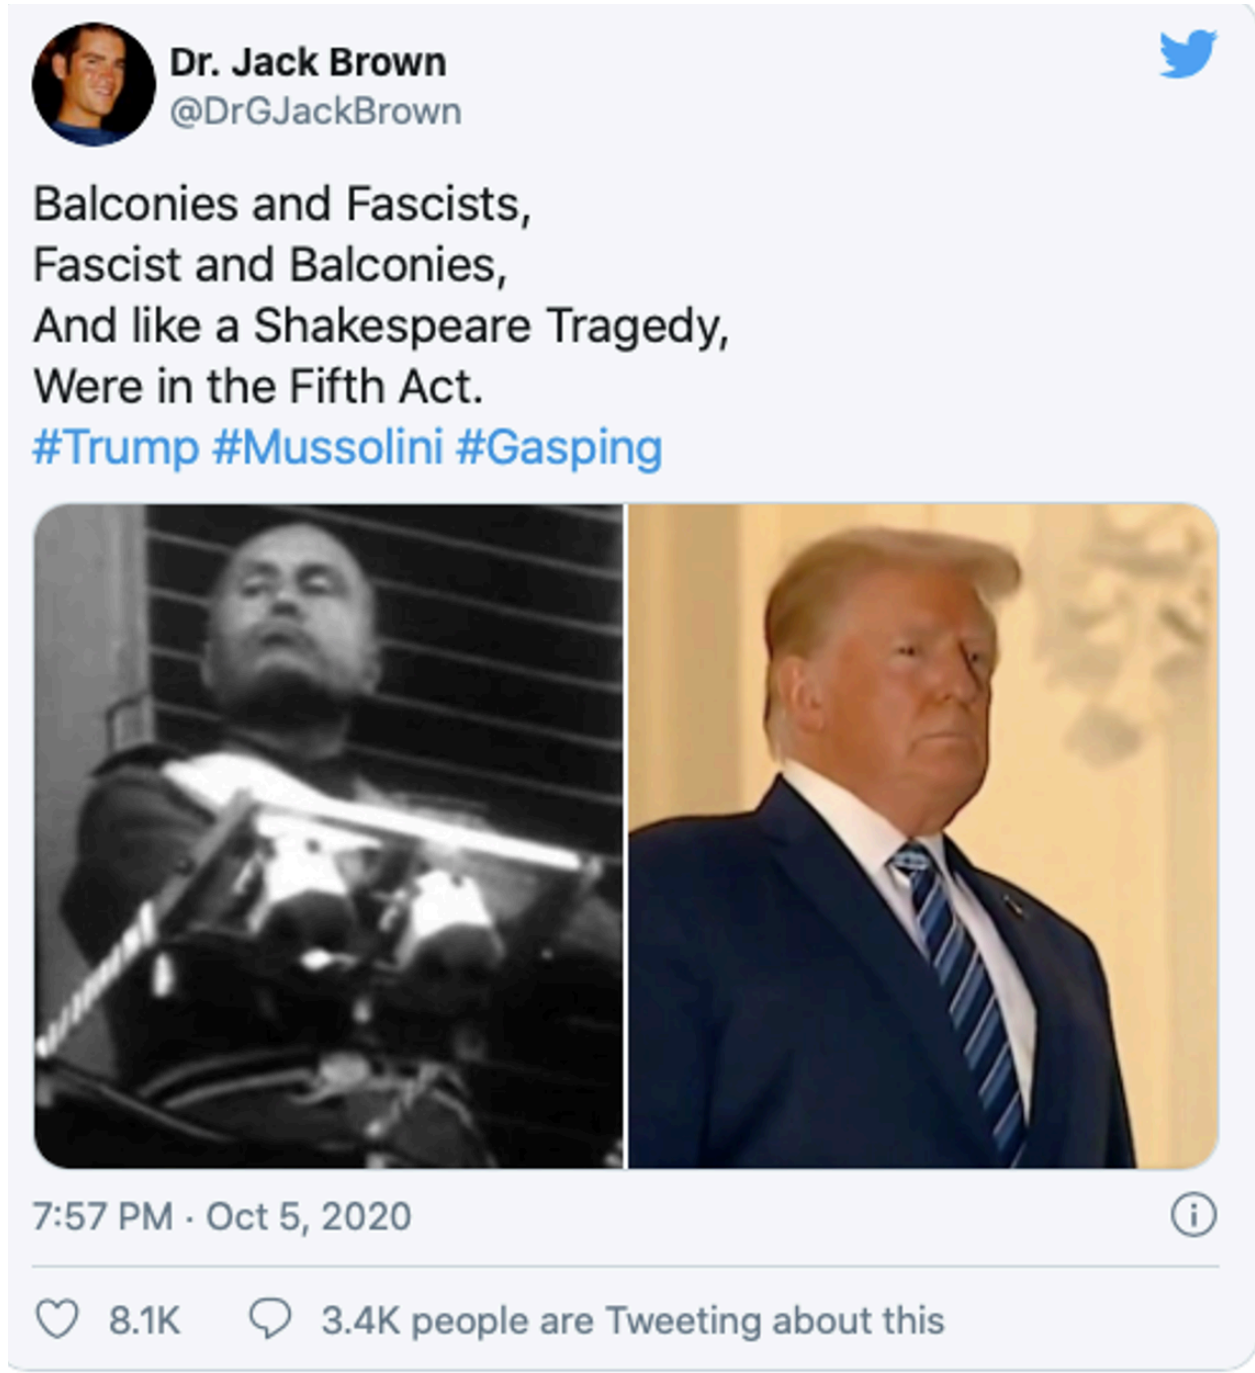 Dr. Jack Brown
@DrGJackBrown
Balconies and Fascists,
Fascist and Balconies,
And like a Shakespeare Tragedy,
Were in the Fifth Act.
#Trump #Mussolini #Gasping
7:57 PM · Oct 5, 2020
8.1K 3.4K people are Tweeting about this